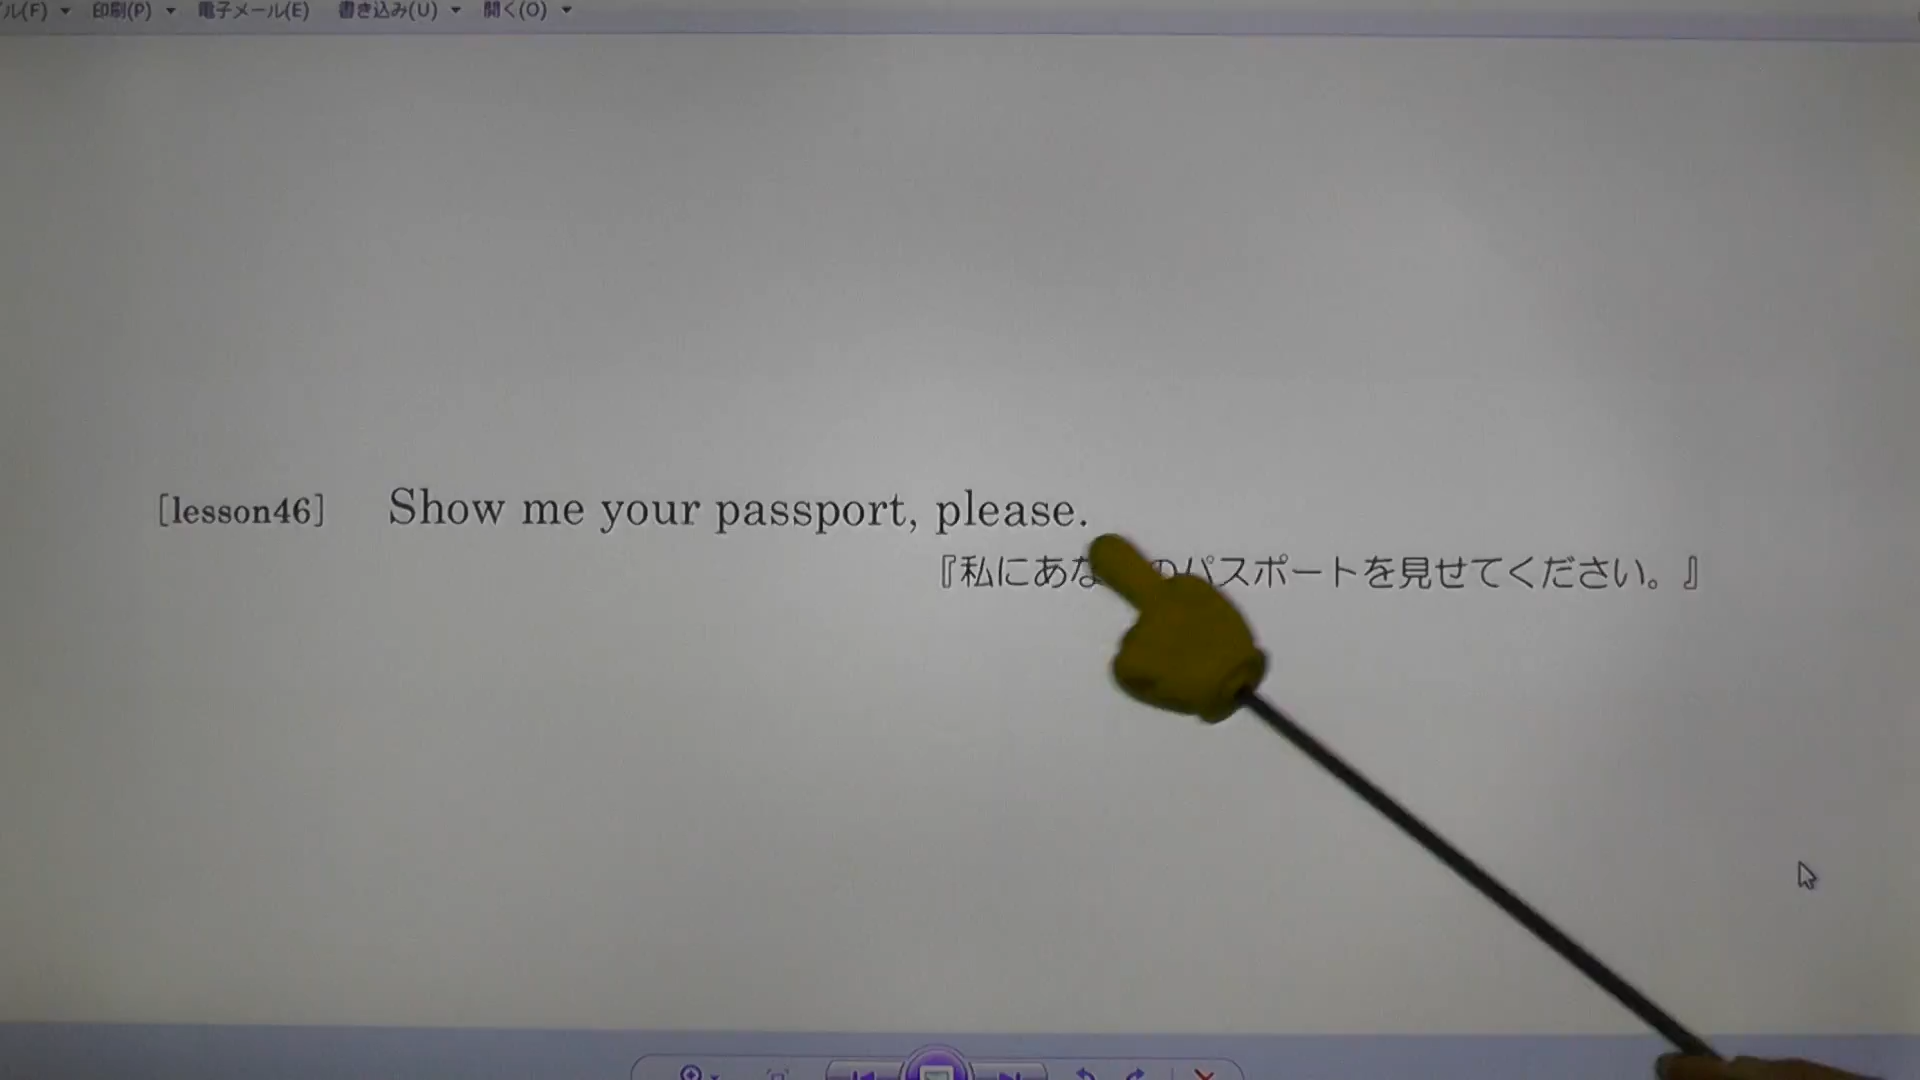 ル(F) 印刷(P) 電子メール(E) 書き込み(U) 開く(O)
[lesson46] Show me your passport, please.
『私にあな のパスポートを見せてください。』